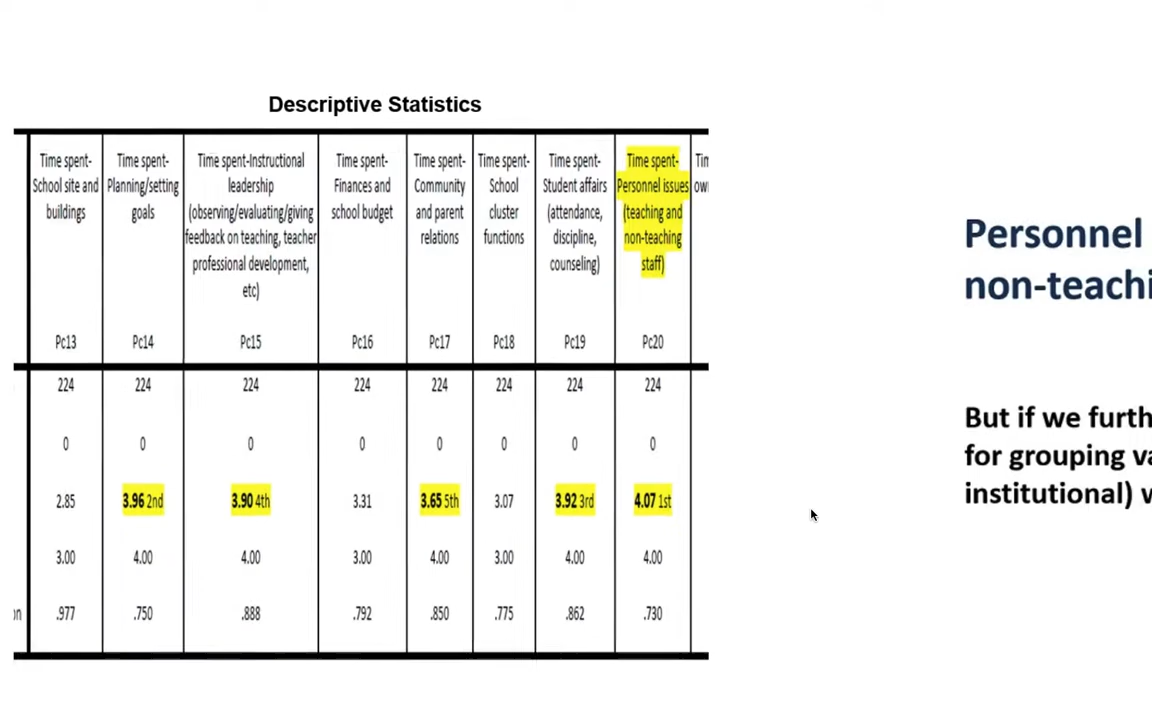 Descriptive Statistics
Time spent- School site and buildings
Time spent- Planning/setting goals
Time spent-Instructional leadership (observing/evaluating/giving feedback on teaching, teacher professional development, etc)
Time spent- Finances and school budget
Time spent- Community and parent relations
Time spent- School cluster functions
Time spent- Student affairs (attendance, discipline, counseling)
Time spent- Personnel issues (teaching and non-teaching staff)
Pc13 Pc14 Pc15 Pc16 Pc17 Pc18 Pc19 Pc20
224 224 224 224 224 224 224 224
0 0 0 0 0 0 0 0
2.85 3.96 2nd 3.90 4th 3.31 3.65 5th 3.07 3.92 3rd 4.07 1st
3.00 4.00 4.00 3.00 4.00 3.00 4.00 4.00
.977 .750 .888 .792 .850 .775 .862 .730
Personnel
non-teachi
But if we furth
for grouping va
institutional) w